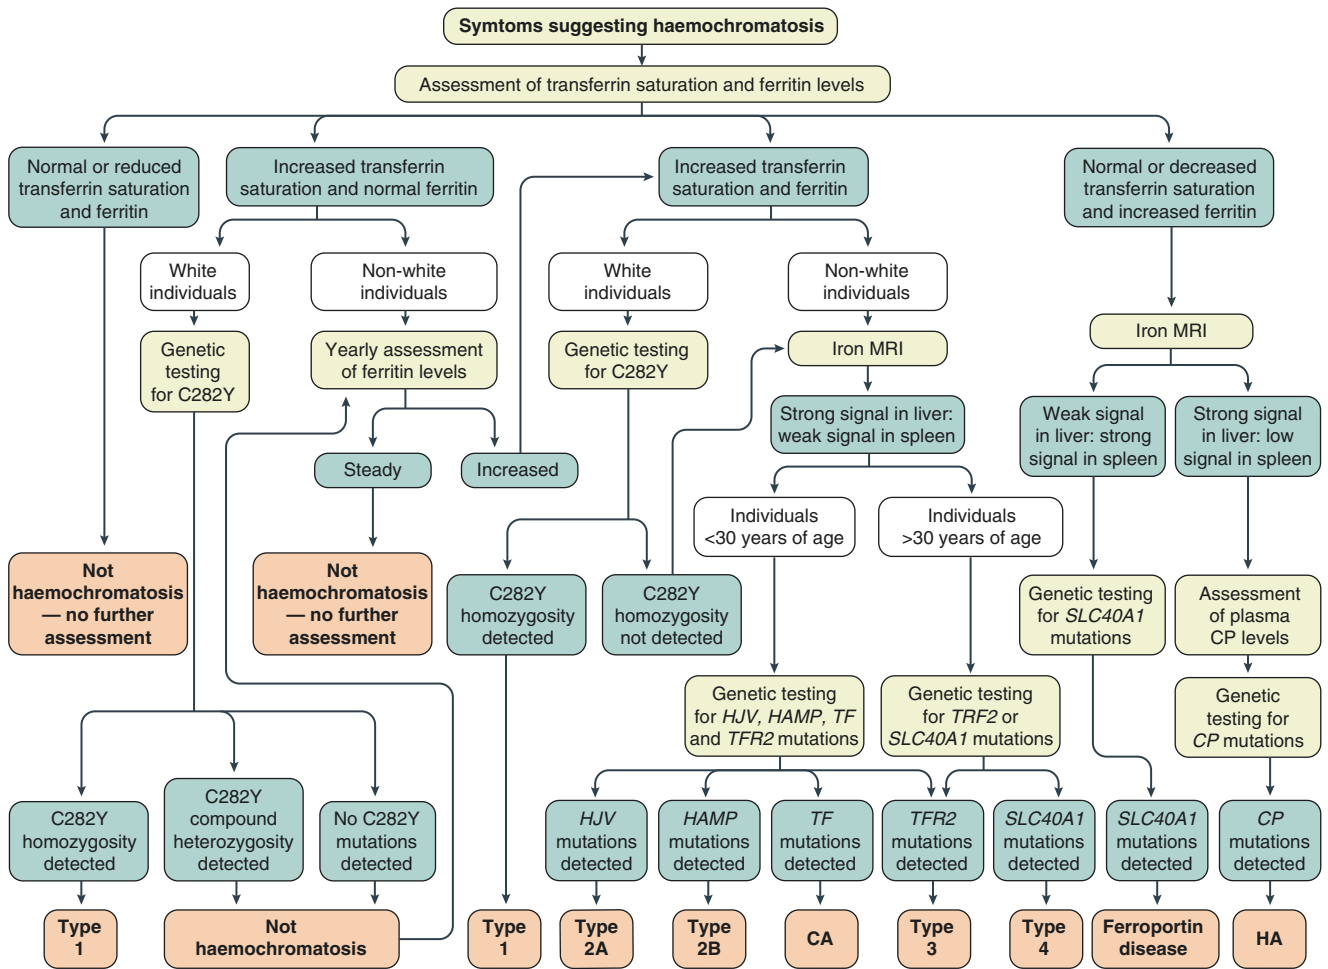 Symtoms suggesting haemochromatosis
Assessment of transferrin saturation and ferritin levels
Normal or reduced
transferrin saturation
and ferritin
Increased transferrin
saturation and normal ferritin
Increased transferrin
saturation and ferritin
Normal or decreased
transferrin saturation
and increased ferritin
White
individuals
Non-white
individuals
White
individuals
Non-white
individuals
Genetic
testing
for C282Y
Yearly assessment
of ferritin levels
Genetic testing
for C282Y
Iron MRI
Iron MRI
Steady
Increased
Strong signal in liver:
weak signal in spleen
Weak signal
in liver: strong
signal in spleen
Strong signal
in liver: low
signal in spleen
Individuals
<30 years of age
Individuals
>30 years of age
Not
haemochromatosis
— no further
assessment
Not
haemochromatosis
— no further
assessment
C282Y
homozygosity
detected
C282Y
homozygosity
not detected
Genetic testing
for SLC40A1
mutations
Assessment
of plasma
CP levels
Genetic testing
for HJV, HAMP, TF
and TFR2 mutations
Genetic testing
for TRF2 or
SLC40A1 mutations
Genetic
testing for
CP mutations
C282Y
homozygosity
detected
C282Y
compound
heterozygosity
detected
No C282Y
mutations
detected
HJV
mutations
detected
HAMP
mutations
detected
TF
mutations
detected
TFR2
mutations
detected
SLC40A1
mutations
detected
SLC40A1
mutations
detected
CP
mutations
detected
Type
1
Not
haemochromatosis
Type
1
Type
2A
Type
2B
CA
Type
3
Type
4
Ferroportin
disease
HA